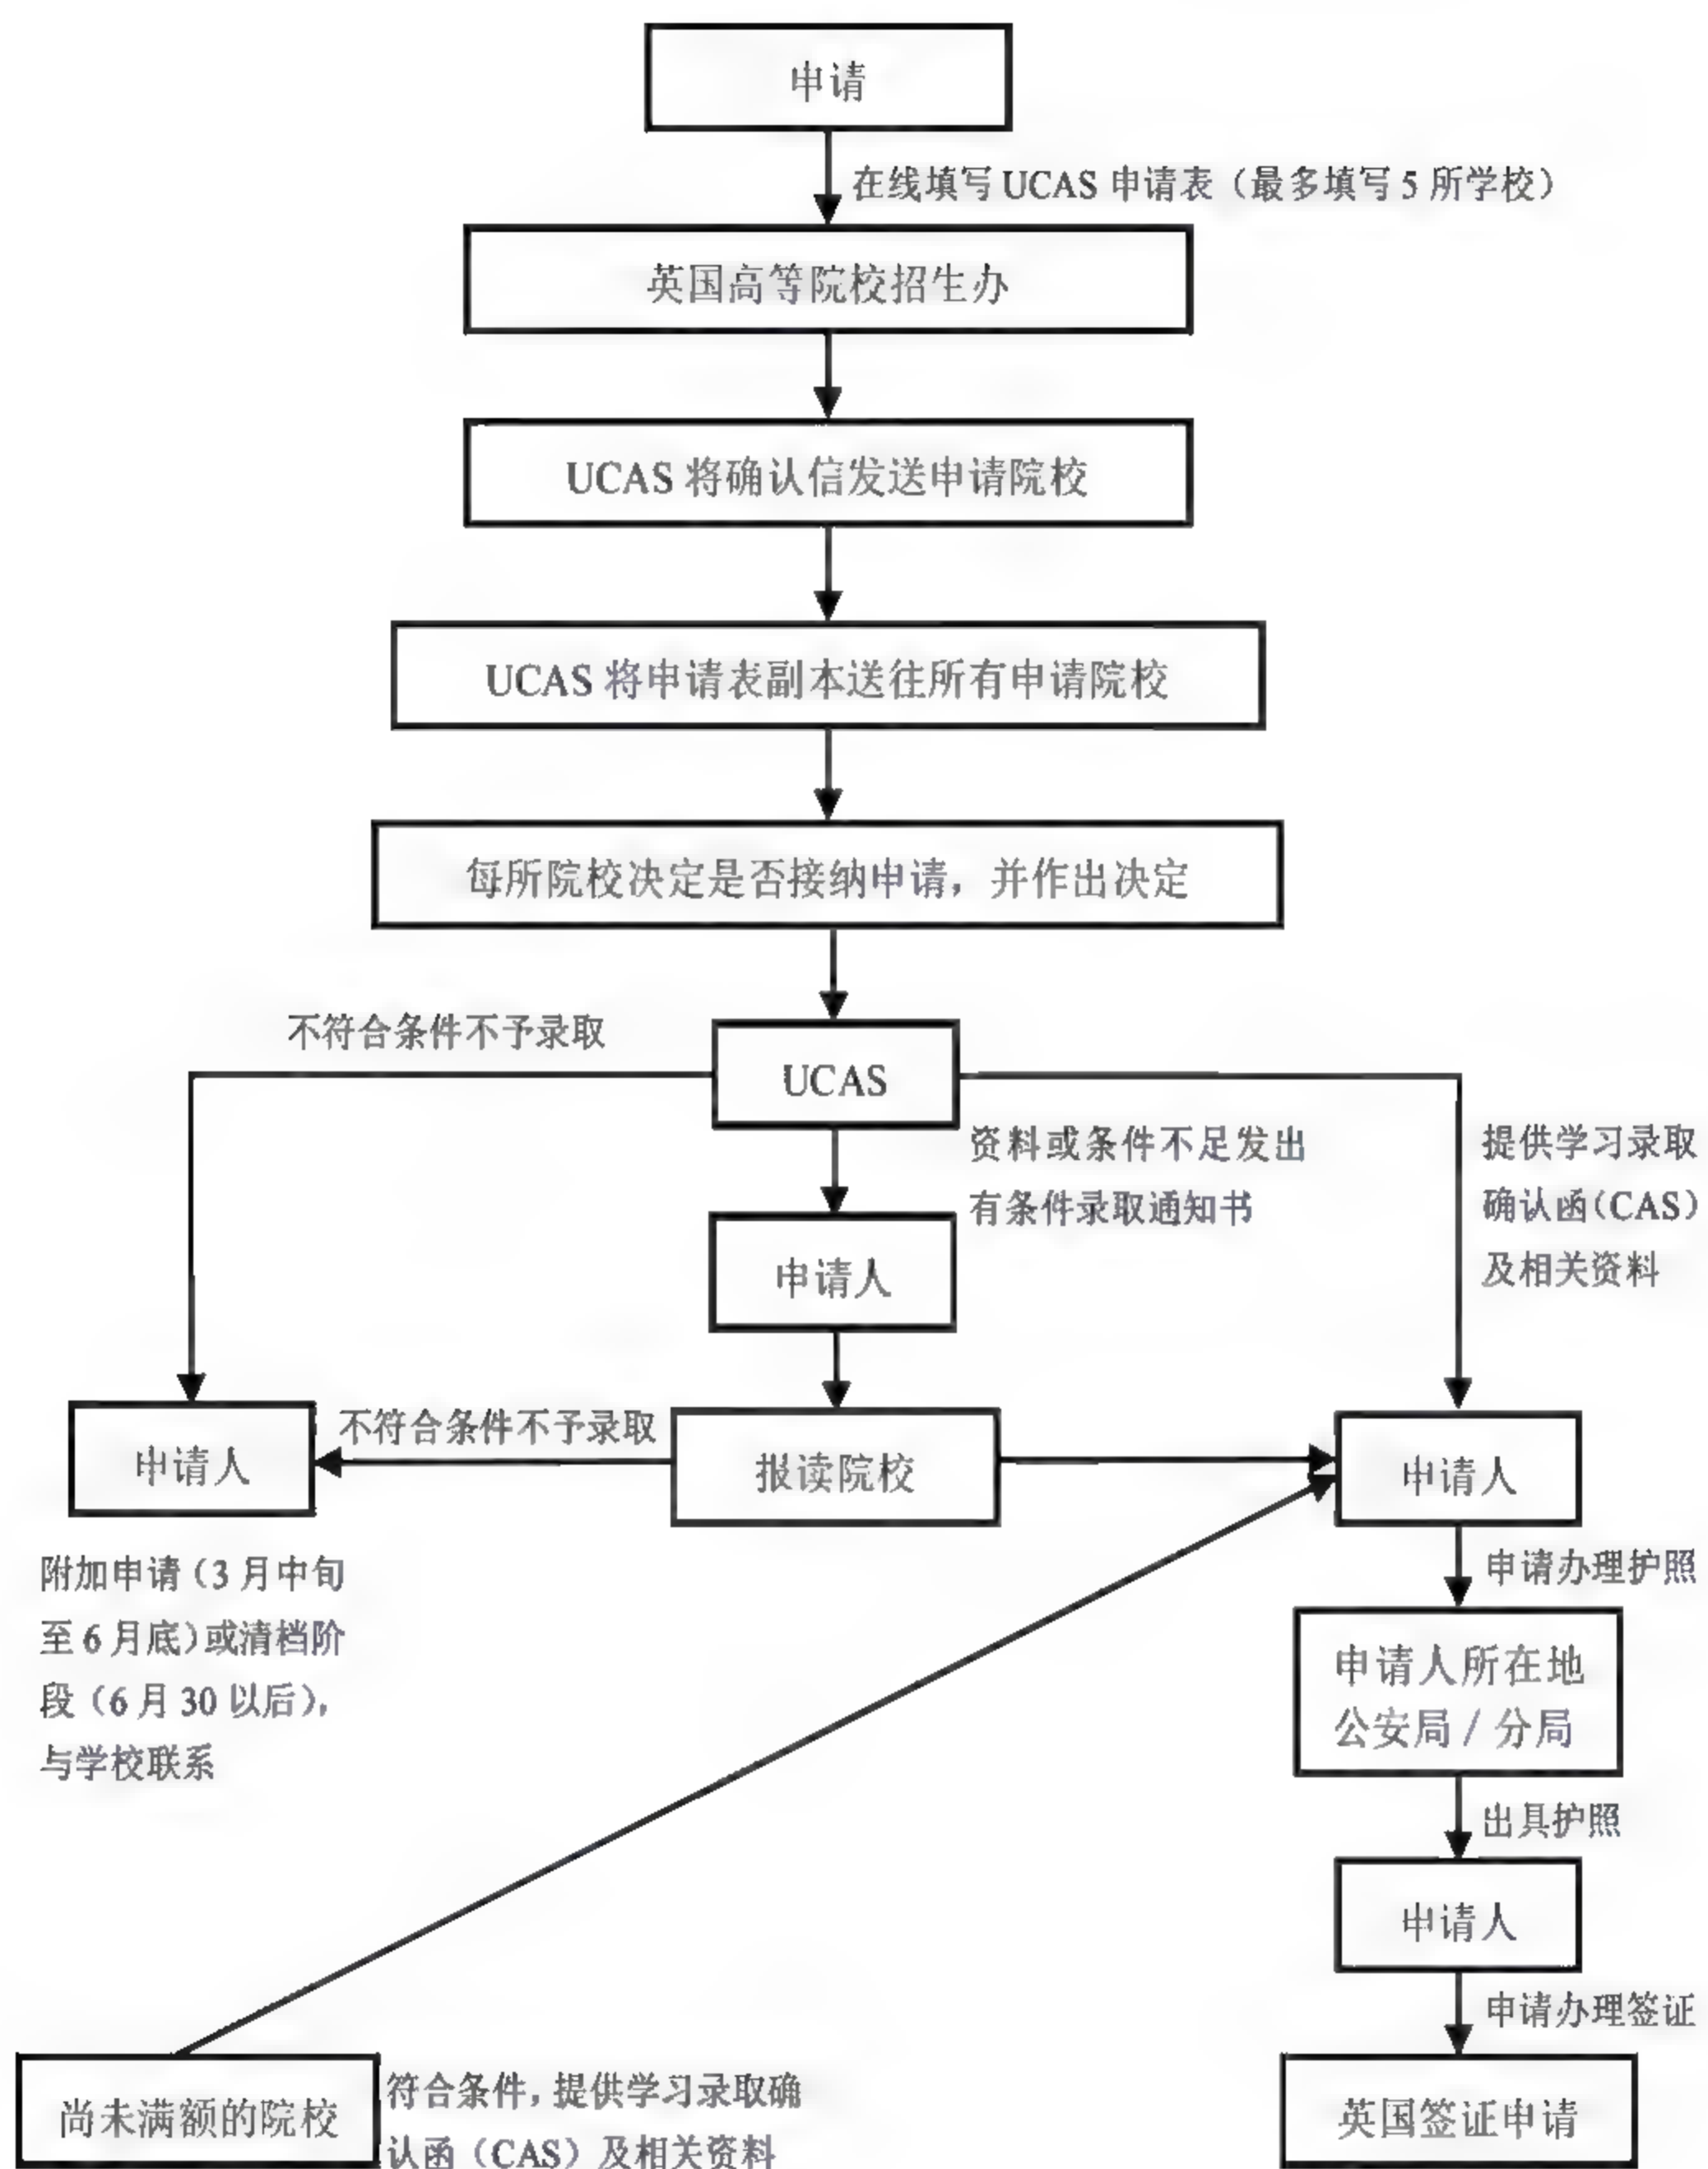 申请
在线填写 UCAS 申请表（最多填写 5 所学校）
英国高等院校招生办
UCAS 将确认信发送申请院校
UCAS 将申请表副本送往所有申请院校
每所院校决定是否接纳申请，并作出决定
不符合条件不予录取
UCAS
资料或条件不足发出
有条件录取通知书
提供学习录取
确认函（CAS）
及相关资料
申请人
申请人
不符合条件不予录取
报读院校
申请人
附加申请（3 月中旬
至 6 月底）或清档阶
段（6 月 30 以后），
与学校联系
申请办理护照
申请人所在地
公安局 / 分局
出具护照
申请人
申请办理签证
尚未满额的院校
符合条件，提供学习录取确
认函（CAS）及相关资料
英国签证申请